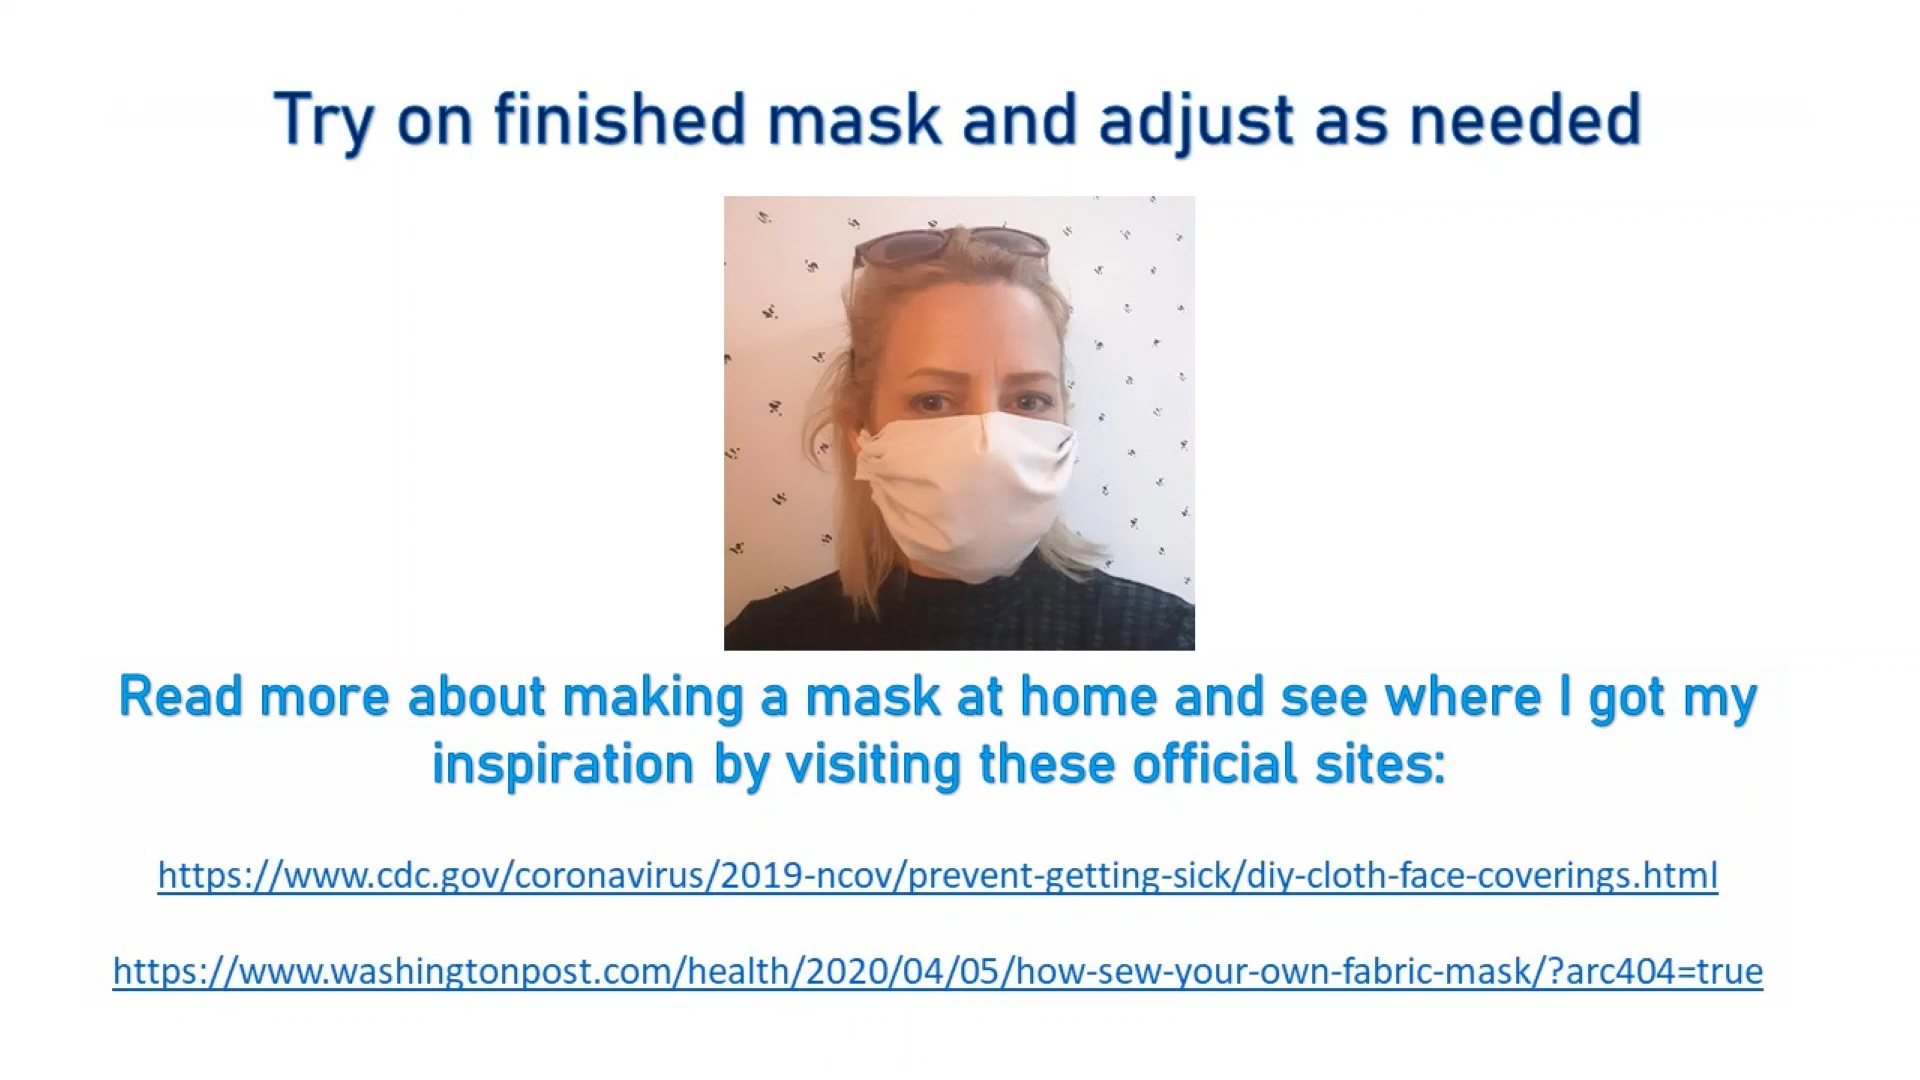 Try on finished mask and adjust as needed
Read more about making a mask at home and see where I got my
inspiration by visiting these official sites:
https://www.cdc.gov/coronavirus/2019-ncov/prevent-getting-sick/diy-cloth-face-coverings.html
https://www.washingtonpost.com/health/2020/04/05/how-sew-your-own-fabric-mask/?arc404=true